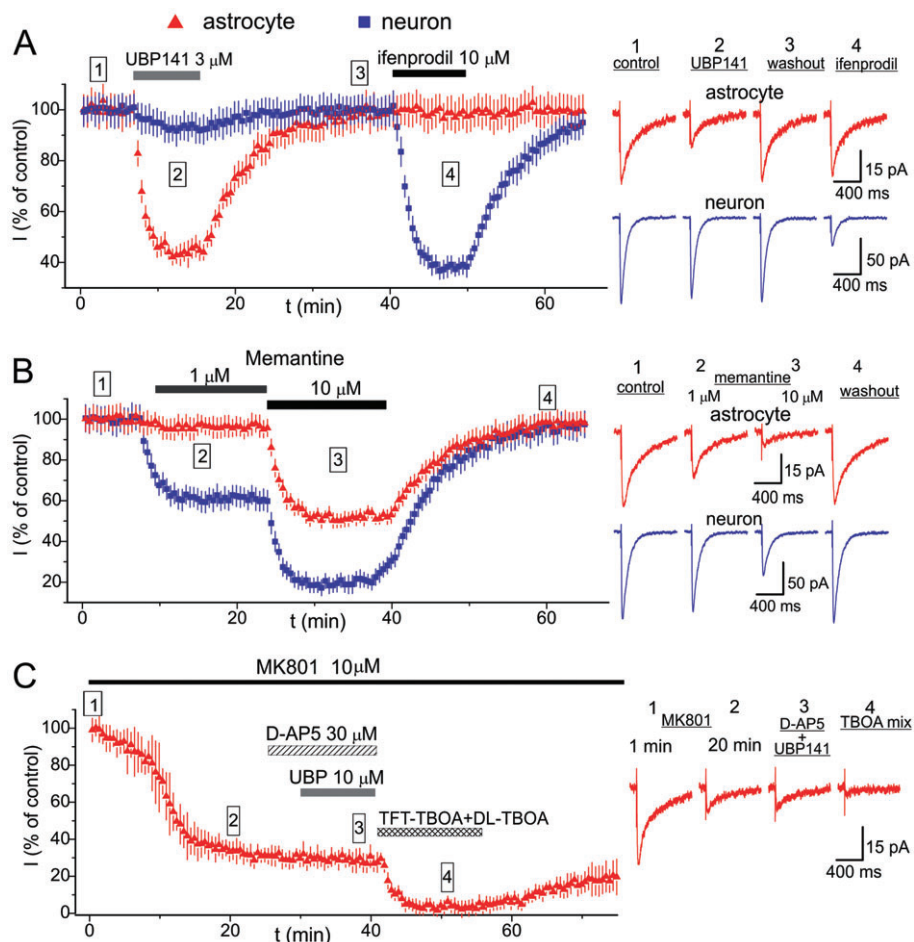 astrocyte neuron
A
UBP141 3 μM
ifenprodil 10 μM
1
2
3
4
I (% of control)
100
80
60
40
0
20
40
60
t (min)
1 2 3 4
control UBP141 washout ifenprodil
astrocyte
15 pA
400 ms
neuron
50 pA
400 ms
B
Memantine
1 μM
10 μM
1
2
3
4
I (% of control)
100
80
60
40
20
0
20
40
60
t (min)
1 2 3 4
control memantine washout
1 μM 10 μM
astrocyte
15 pA
400 ms
neuron
50 pA
400 ms
C
MK801 10μM
D-AP5 30 μM
UBP 10 μM
TFT-TBOA+DL-TBOA
1
2
3
4
I (% of control)
100
80
60
40
20
0
0
20
40
60
t (min)
1 2 3 4
MK801 D-AP5 TBOA mix
+
1 min 20 min UBP141
15 pA
400 ms